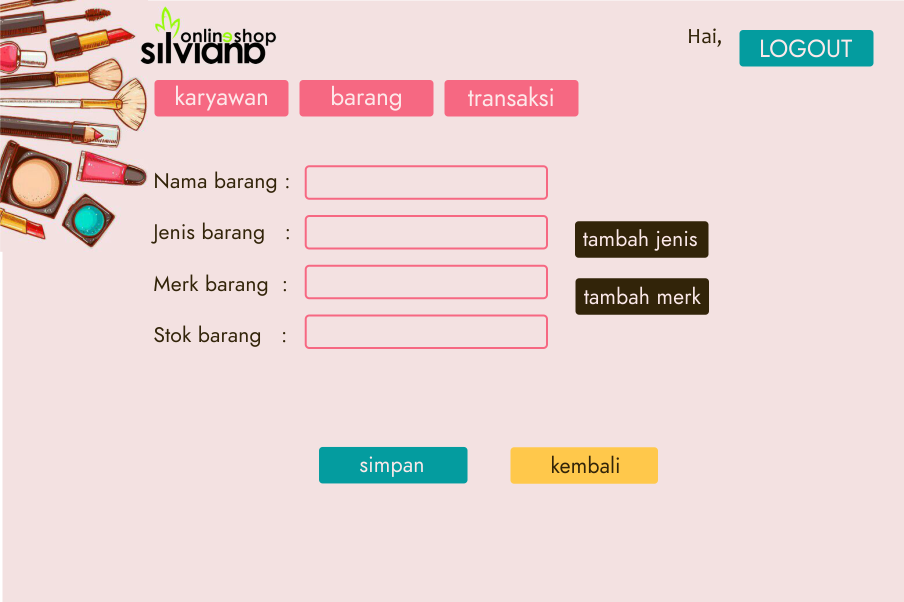 onlineshop
silviana
Hai,
LOGOUT
karyawan
barang
transaksi
Nama barang :
Jenis barang :
tambah jenis
Merk barang :
tambah merk
Stok barang :
simpan
kembali